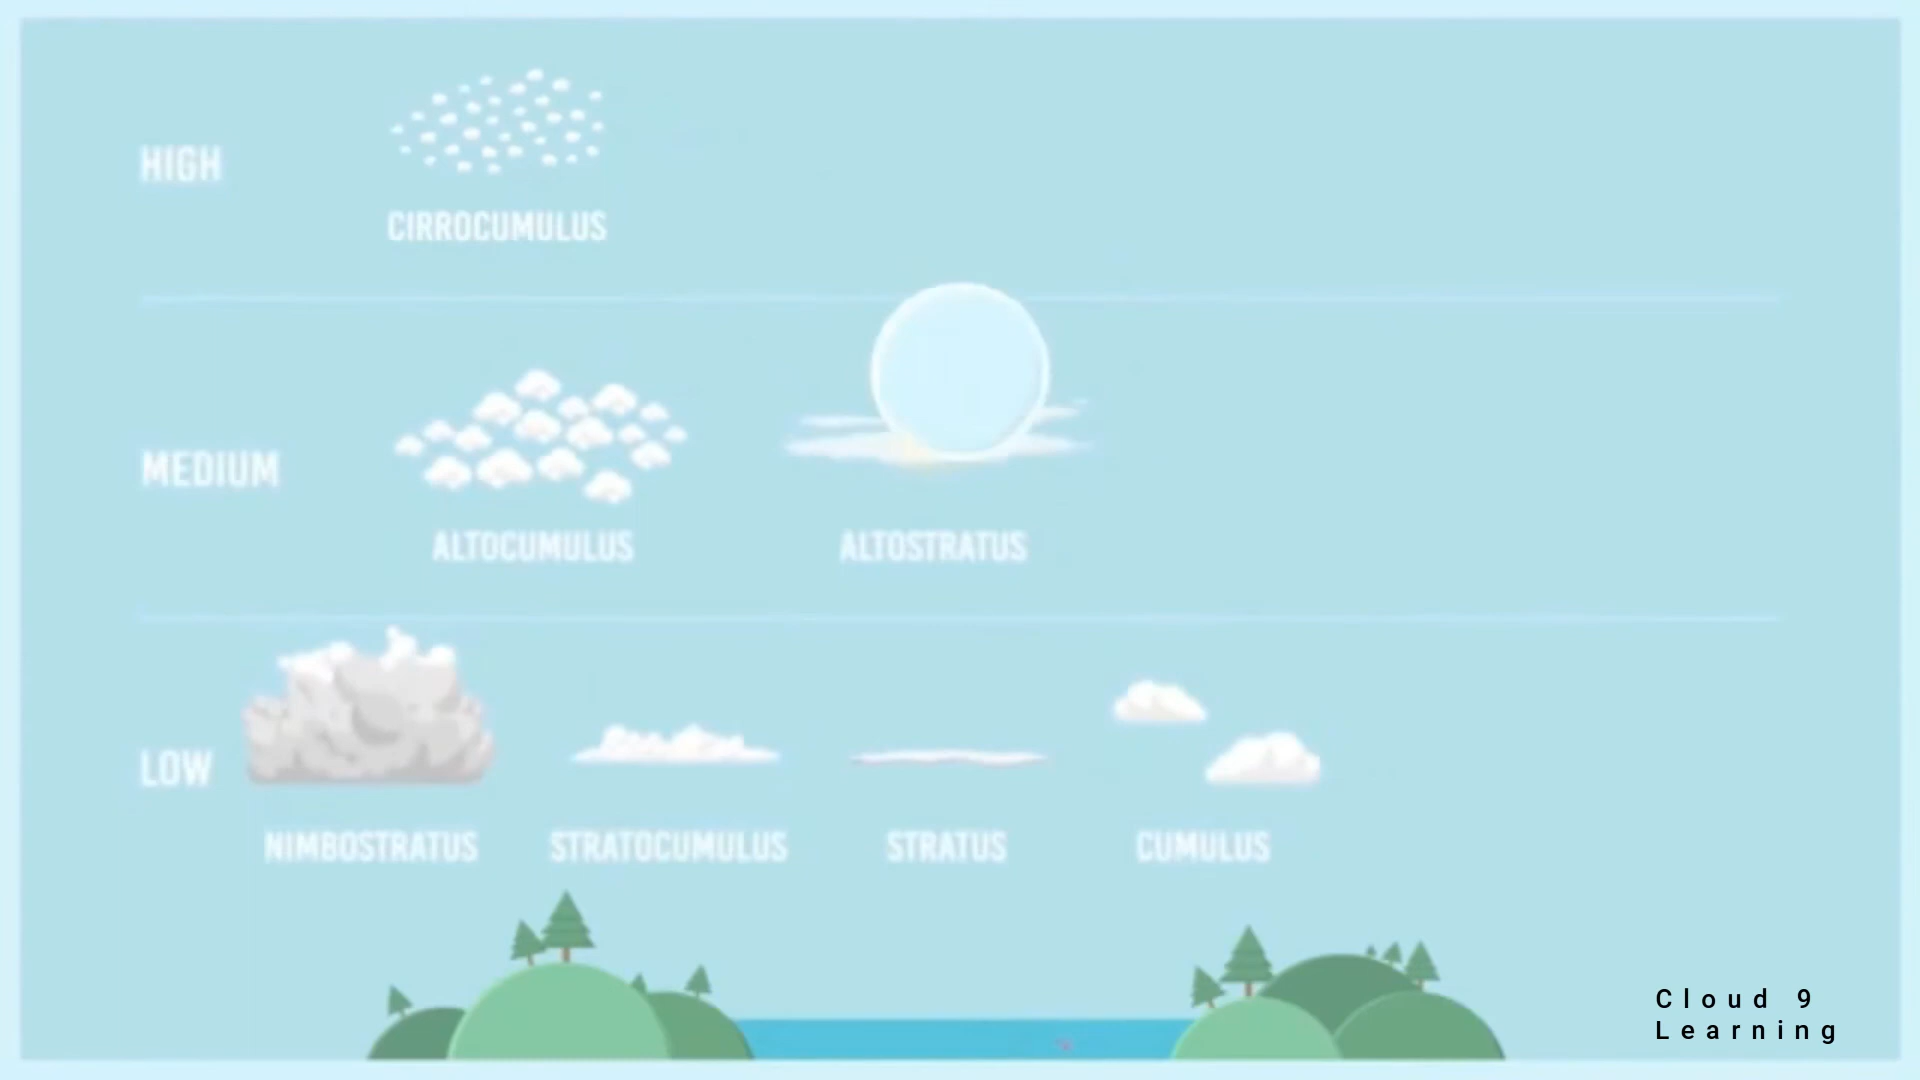 HIGH
CIRROCUMULUS
MEDIUM
ALTOCUMULUS
ALTOSTRATUS
LOW
NIMBOSTRATUS
STRATOCUMULUS
STRATUS
CUMULUS
Cloud 9
Learning